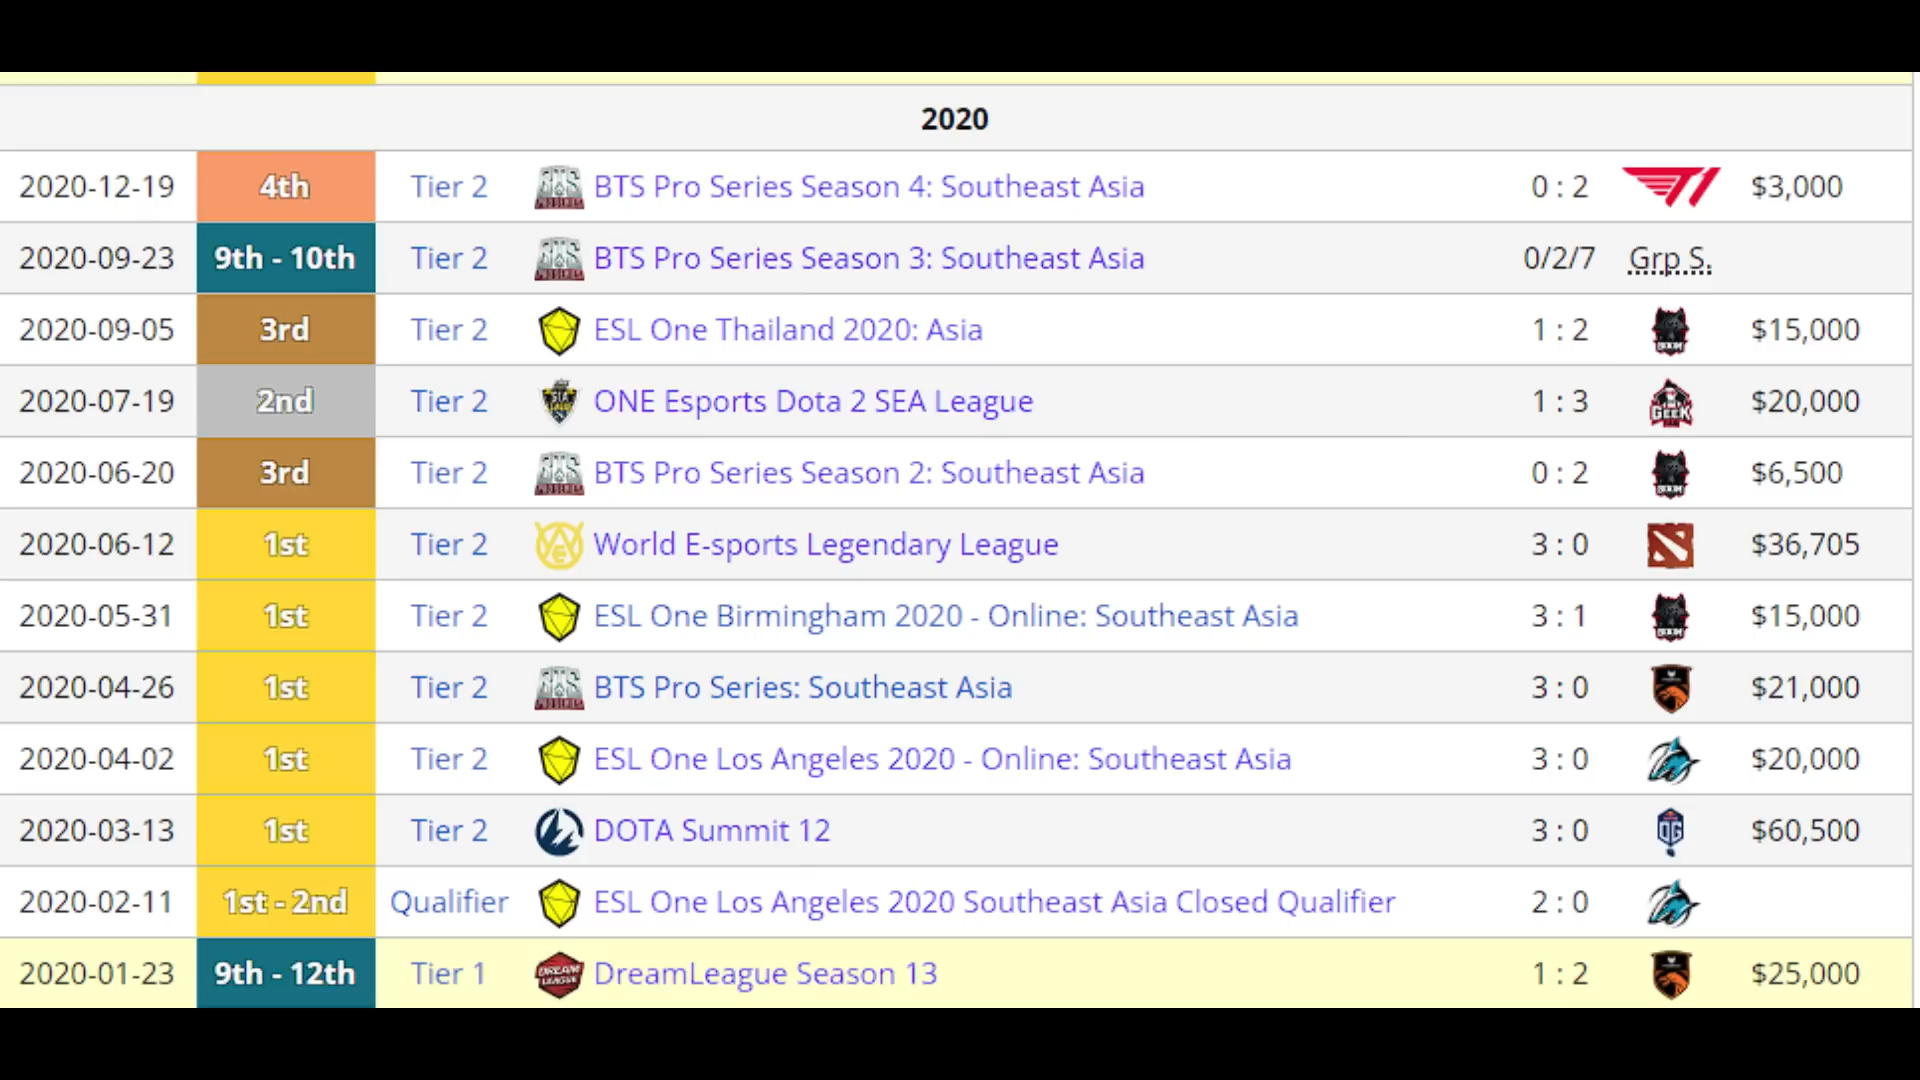 2020
2020-12-19 4th Tier 2 BTS Pro Series Season 4: Southeast Asia 0 : 2 T1 $3,000
2020-09-23 9th - 10th Tier 2 BTS Pro Series Season 3: Southeast Asia 0/2/7 Grp S.
2020-09-05 3rd Tier 2 ESL One Thailand 2020: Asia 1 : 2 BOOM $15,000
2020-07-19 2nd Tier 2 ONE Esports Dota 2 SEA League 1 : 3 GEEK $20,000
2020-06-20 3rd Tier 2 BTS Pro Series Season 2: Southeast Asia 0 : 2 BOOM $6,500
2020-06-12 1st Tier 2 World E-sports Legendary League 3 : 0 $36,705
2020-05-31 1st Tier 2 ESL One Birmingham 2020 - Online: Southeast Asia 3 : 1 BOOM $15,000
2020-04-26 1st Tier 2 BTS Pro Series: Southeast Asia 3 : 0 $21,000
2020-04-02 1st Tier 2 ESL One Los Angeles 2020 - Online: Southeast Asia 3 : 0 $20,000
2020-03-13 1st Tier 2 DOTA Summit 12 3 : 0 OG $60,500
2020-02-11 1st - 2nd Qualifier ESL One Los Angeles 2020 Southeast Asia Closed Qualifier 2 : 0
2020-01-23 9th - 12th Tier 1 DREAM LEAGUE DreamLeague Season 13 1 : 2 $25,000